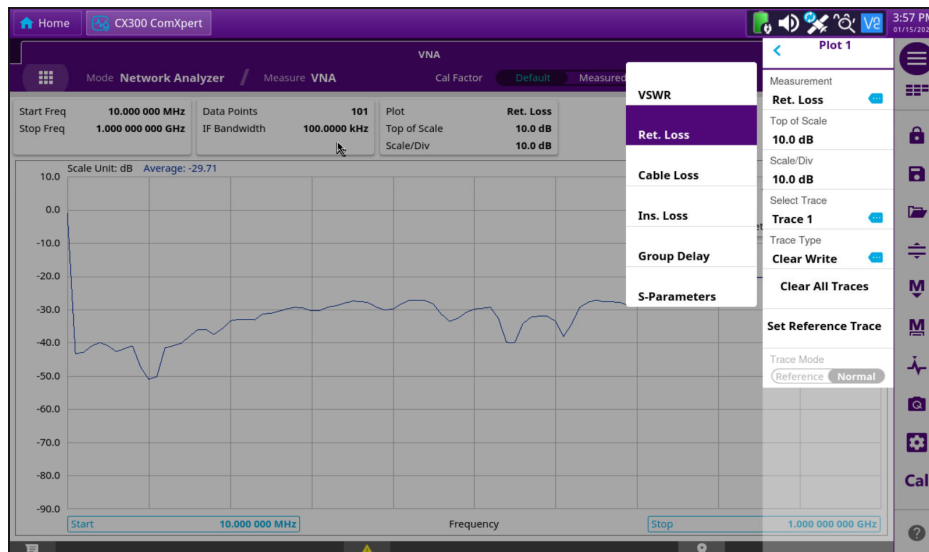 Home
CX300 ComXpert
3:57 PM
VNA
Mode Network Analyzer / Measure VNA
Cal Factor Default Measured
Start Freq 10.000 000 MHz
Stop Freq 1.000 000 000 GHz
Data Points 101
IF Bandwidth 100.0000 kHz
Plot Ret. Loss
Top of Scale 10.0 dB
Scale/Div 10.0 dB
Scale Unit: dB Average: -29.71
10.0
0.0
-10.0
-20.0
-30.0
-40.0
-50.0
-60.0
-70.0
-80.0
-90.0
Start 10.000 000 MHz
Frequency
Stop 1.000 000 000 GHz
VSWR
Ret. Loss
Cable Loss
Ins. Loss
Group Delay
S-Parameters
Plot 1
Measurement
Ret. Loss
Top of Scale
10.0 dB
Scale/Div
10.0 dB
Select Trace
Trace 1
Trace Type
Clear Write
Clear All Traces
Set Reference Trace
Trace Mode
Reference Normal
M
M
Cal
?